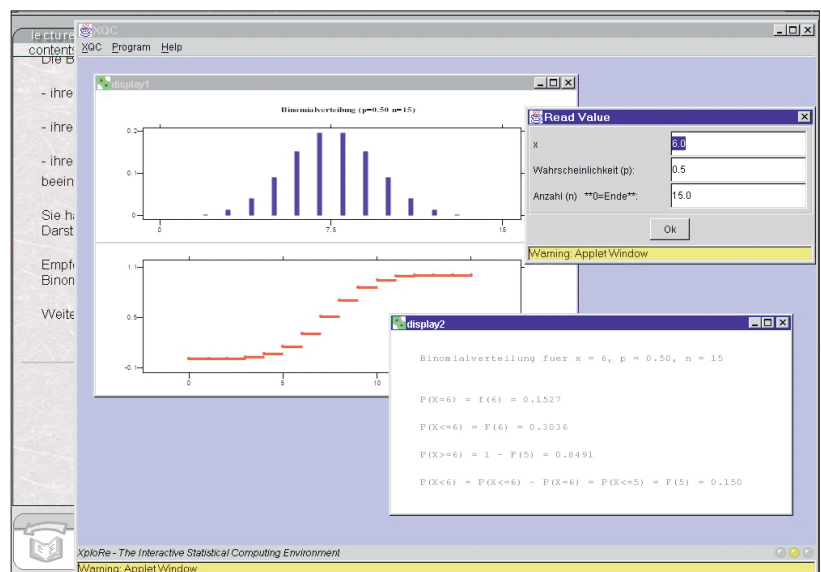 lecture
contents
Die B
- ihre
- ihre
- ihre
beein
Sie ha
Darst
Empf
Binon
Weite
XQC
XQC Program Help
display1
Binomialverteilung (p=0.50 n=15)
0.2
0.1
0
0 7.5 15
1.1
0.5
-0.1
0 5 10
Read Value
x 6.0
Wahrscheinlichkeit (p): 0.5
Anzahl (n) **0=Ende**: 15.0
Ok
Warning: Applet Window
display2
Binomialverteilung fuer x = 6, p = 0.50, n = 15
P(X=6) = f(6) = 0.1527
P(X<=6) = F(6) = 0.3036
P(X>=6) = 1 - F(5) = 0.8491
P(X<6) = P(X<=6) - P(X=6) = P(X<=5) = F(5) = 0.150
XploRe - The Interactive Statistical Computing Environment
Warning: Applet Window